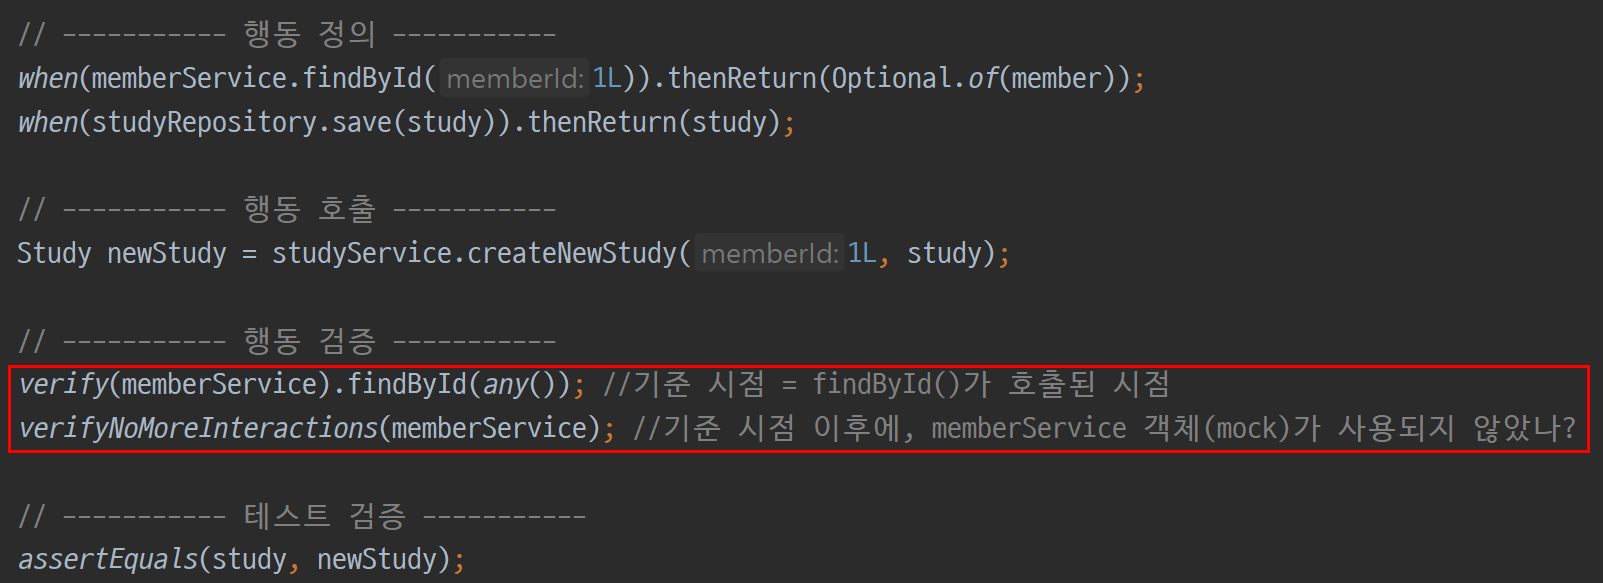 // ----------- 행동 정의 -----------
when(memberService.findById( memberId: 1L)).thenReturn(Optional.of(member));
when(studyRepository.save(study)).thenReturn(study);
// ----------- 행동 호출 -----------
Study newStudy = studyService.createNewStudy( memberId: 1L, study);
// ----------- 행동 검증 -----------
verify(memberService).findById(any()); //기준 시점 = findById()가 호출된 시점
verifyNoMoreInteractions(memberService); //기준 시점 이후에, memberService 객체(mock)가 사용되지 않았나?
// ----------- 테스트 검증 -----------
assertEquals(study, newStudy);